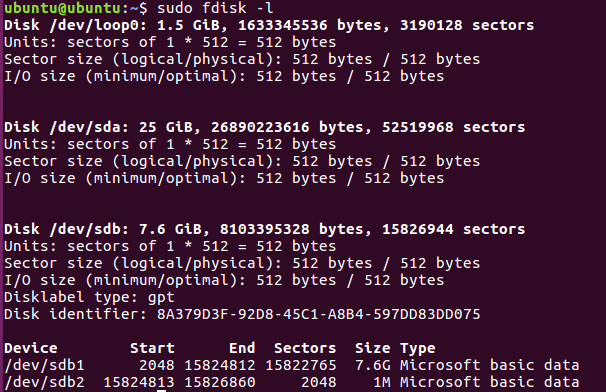 ubuntu@ubuntu:~$ sudo fdisk -l
Disk /dev/loop0: 1.5 GiB, 1633345536 bytes, 3190128 sectors
Units: sectors of 1 * 512 = 512 bytes
Sector size (logical/physical): 512 bytes / 512 bytes
I/O size (minimum/optimal): 512 bytes / 512 bytes
Disk /dev/sda: 25 GiB, 26890223616 bytes, 52519968 sectors
Units: sectors of 1 * 512 = 512 bytes
Sector size (logical/physical): 512 bytes / 512 bytes
I/O size (minimum/optimal): 512 bytes / 512 bytes
Disk /dev/sdb: 7.6 GiB, 8103395328 bytes, 15826944 sectors
Units: sectors of 1 * 512 = 512 bytes
Sector size (logical/physical): 512 bytes / 512 bytes
I/O size (minimum/optimal): 512 bytes / 512 bytes
Disklabel type: gpt
Disk identifier: 8A379D3F-92D8-45C1-A8B4-597DD83DD075
Device Start End Sectors Size Type
/dev/sdb1 2048 15824812 15822765 7.6G Microsoft basic data
/dev/sdb2 15824813 15826860 2048 1M Microsoft basic data